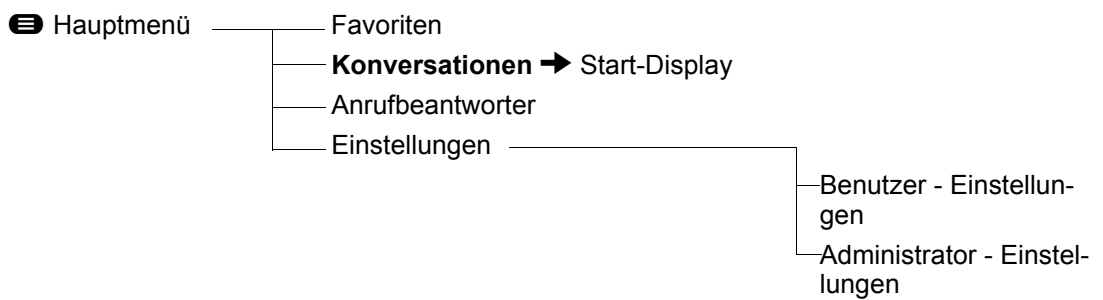 Hauptmenü
Favoriten
Konversationen ➔ Start-Display
Anrufbeantworter
Einstellungen
Benutzer - Einstellun-
gen
Administrator - Einstel-
lungen